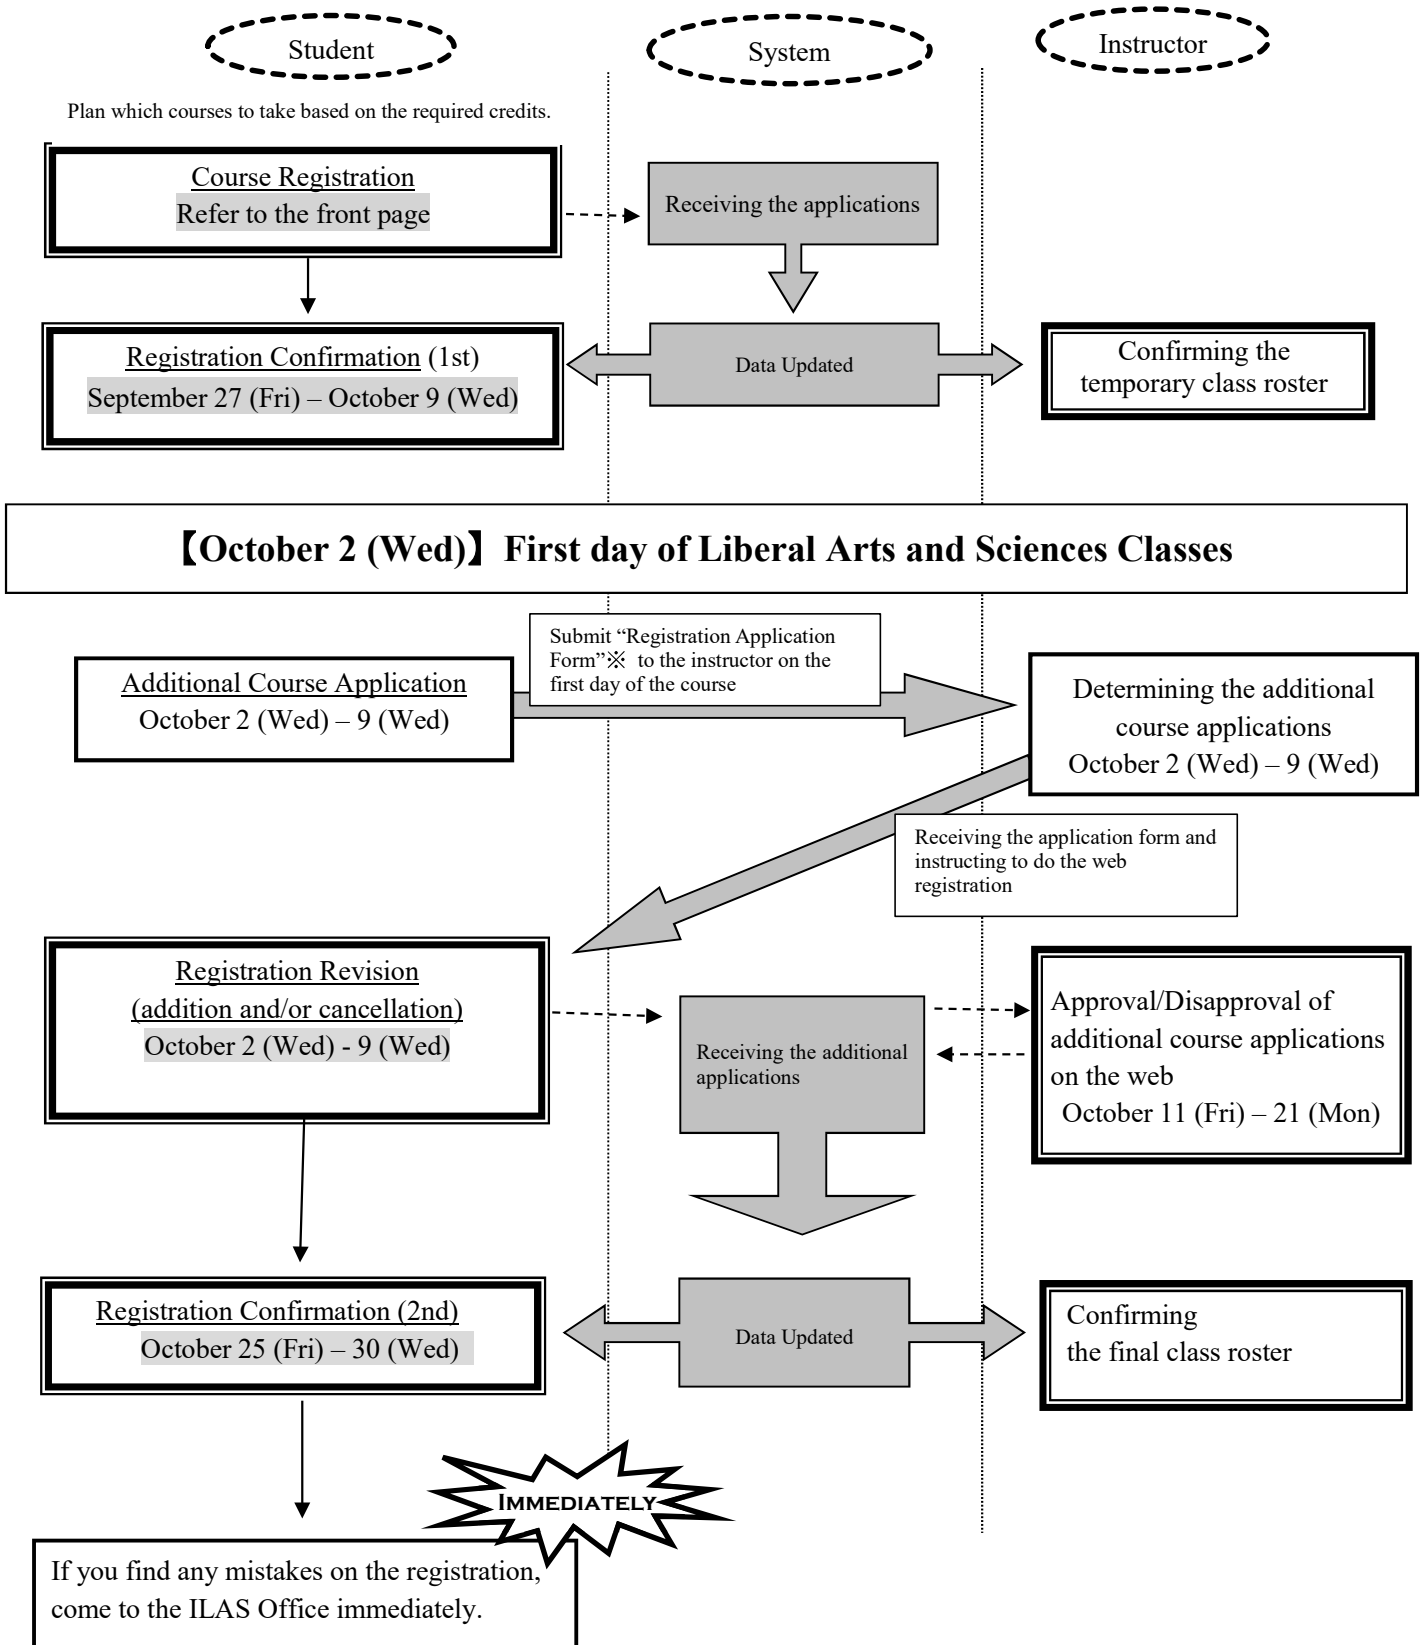 Student
System
Instructor
Plan which courses to take based on the required credits.
Course Registration
Refer to the front page
Receiving the applications
Registration Confirmation (1st)
September 27 (Fri) – October 9 (Wed)
Data Updated
Confirming the
temporary class roster
【October 2 (Wed)】 First day of Liberal Arts and Sciences Classes
Submit “Registration Application
Form”※ to the instructor on the
first day of the course
Additional Course Application
October 2 (Wed) – 9 (Wed)
Determining the additional
course applications
October 2 (Wed) – 9 (Wed)
Receiving the application form and
instructing to do the web
registration
Registration Revision
(addition and/or cancellation)
October 2 (Wed) - 9 (Wed)
Receiving the additional
applications
Approval/Disapproval of
additional course applications
on the web
October 11 (Fri) – 21 (Mon)
Registration Confirmation (2nd)
October 25 (Fri) – 30 (Wed)
Data Updated
Confirming
the final class roster
IMMEDIATELY
If you find any mistakes on the registration,
come to the ILAS Office immediately.